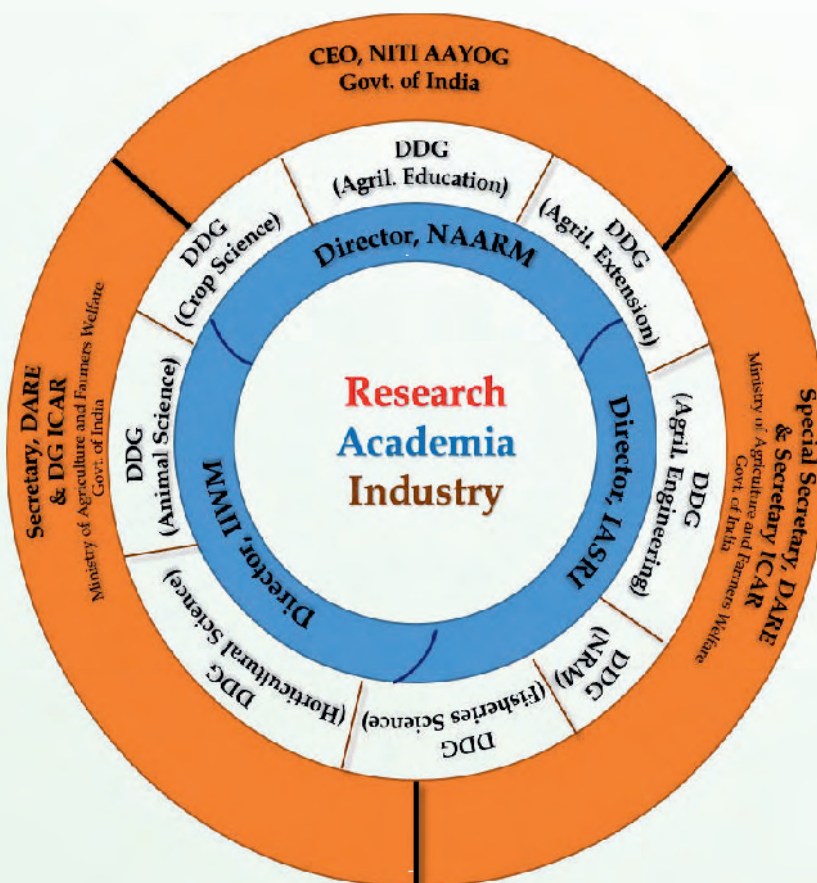 CEO, NITI AAYOG
Govt. of India
DDG
(Agril. Education)
DDG
(Agril. Extension)
DDG
(Agril. Engineering)
DDG
(NRM)
DDG
(Fisheries Science)
DDG
(Horticultural Science)
DDG
(Animal Science)
DDG
(Crop Science)
Special Secretary, DARE
& Secretary ICAR
Ministry of Agriculture and Farmers Welfare
Govt. of India
Secretary, DARE
& DG ICAR
Ministry of Agriculture and Farmers Welfare
Govt. of India
Director, NAARM
Director, IASRI
Director, IIWM
Research
Academia
Industry